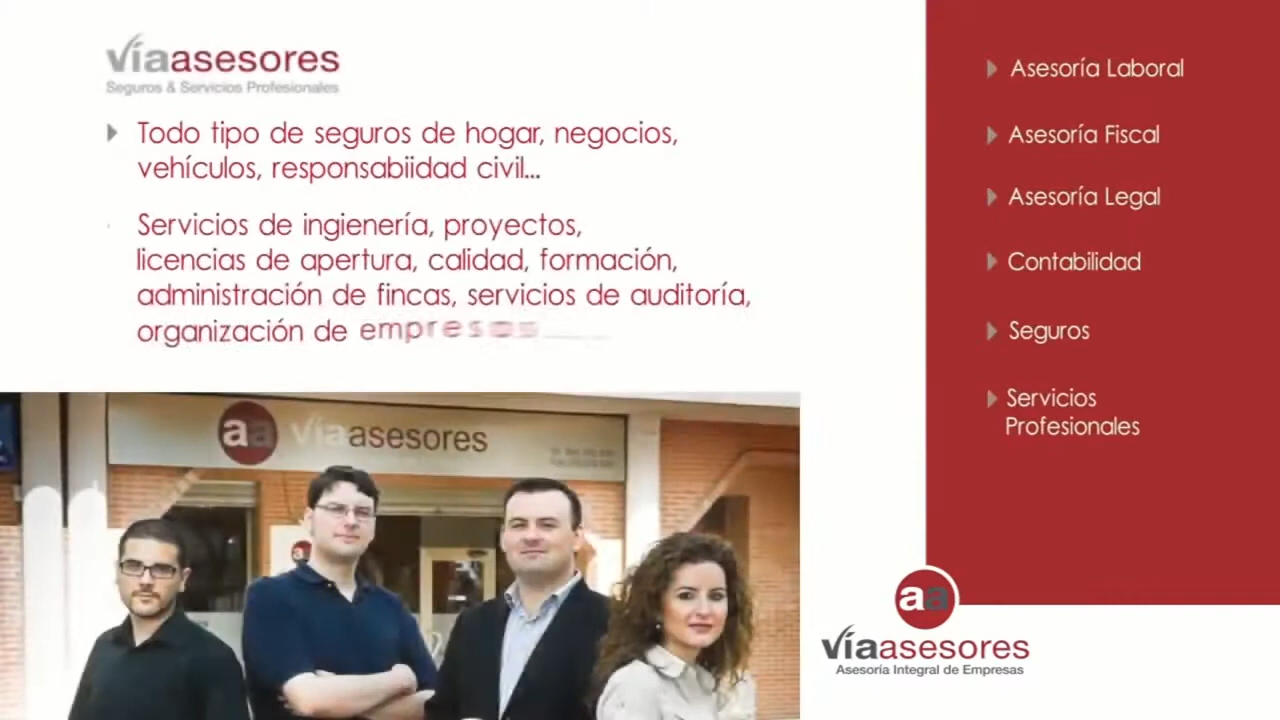 víaasesores
Seguros & Servicios Profesionales
Todo tipo de seguros de hogar, negocios,
vehículos, responsabiidad civil...
Servicios de ingienería, proyectos,
licencias de apertura, calidad, formación,
administración de fincas, servicios de auditoría,
organización de empresas
aa víaasesores
a
Asesoría Laboral
Asesoría Fiscal
Asesoría Legal
Contabilidad
Seguros
Servicios
Profesionales
aa
víaasesores
Asesoría Integral de Empresas